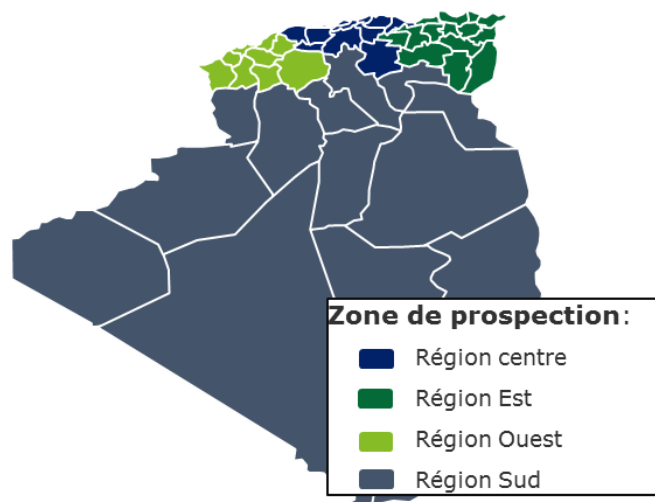 Zone de prospection:
Région centre
Région Est
Région Ouest
Région Sud